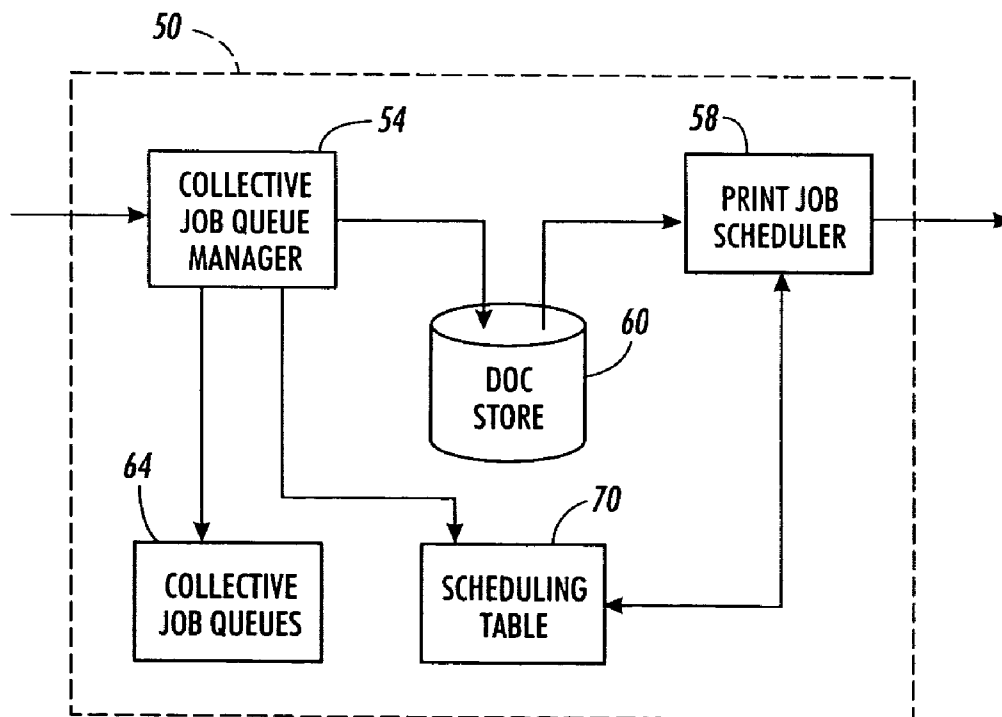 50
54
COLLECTIVE
JOB QUEUE
MANAGER
58
PRINT JOB
SCHEDULER
60
DOC
STORE
64
COLLECTIVE
JOB QUEUES
70
SCHEDULING
TABLE